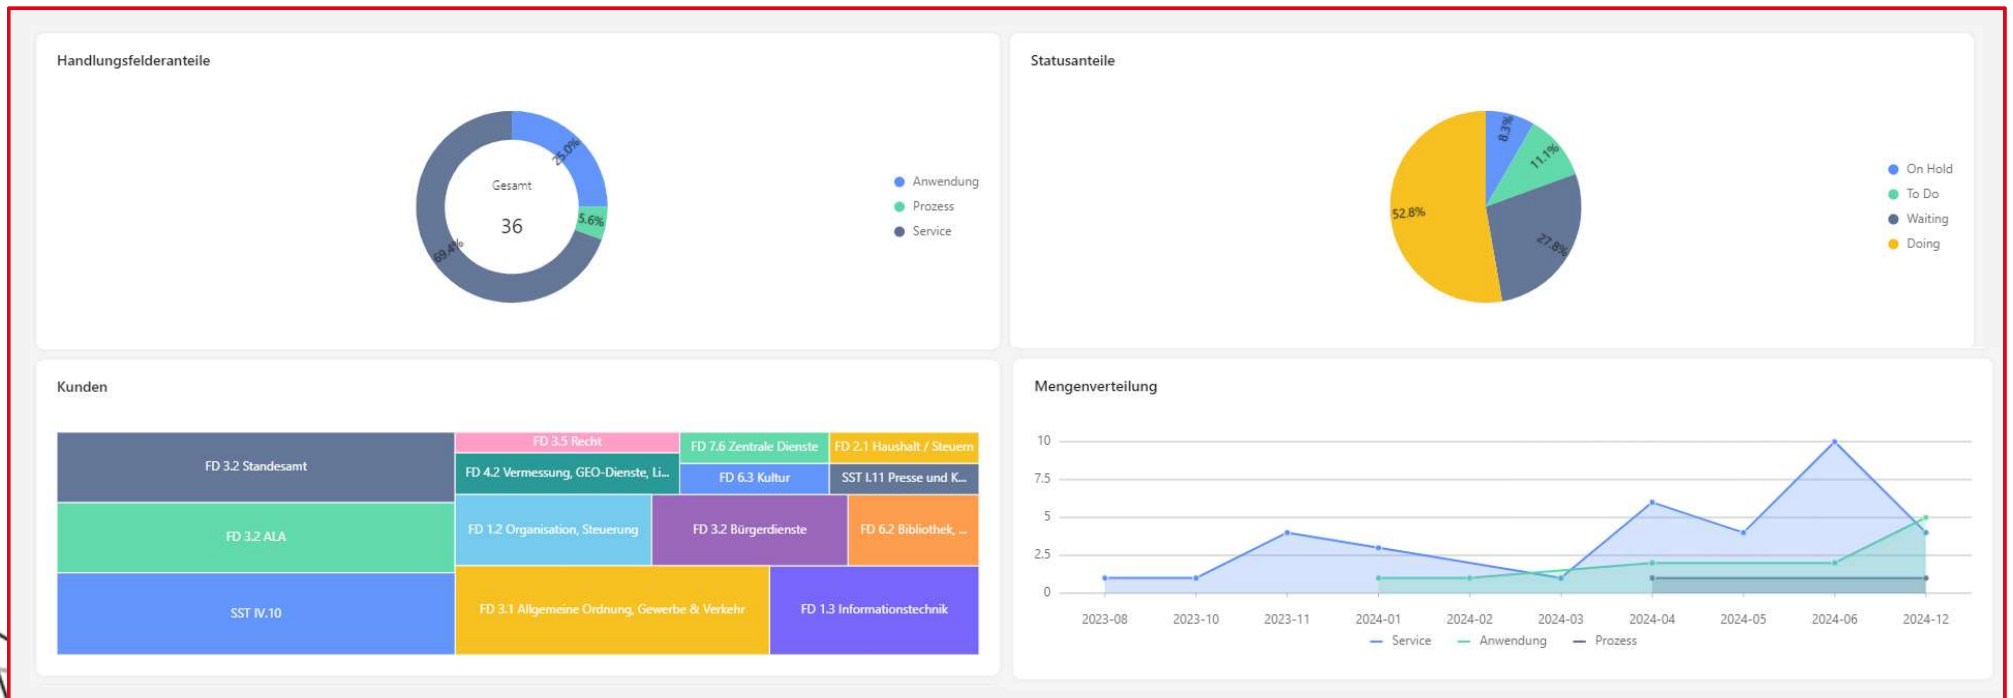 Handlungsfelderanteile
25.0%
5.6%
69.4%
Gesamt
36
Anwendung
Prozess
Service
Statusanteile
8.3%
11.1%
27.8%
52.8%
On Hold
To Do
Waiting
Doing
Kunden
FD 3.2 Standesamt
FD 3.2 ALA
SST IV.10
FD 3.5 Recht
FD 4.2 Vermessung, GEO-Dienste, Li...
FD 7.6 Zentrale Dienste
FD 2.1 Haushalt / Steuern
FD 6.3 Kultur
SST I.11 Presse und K...
FD 1.2 Organisation, Steuerung
FD 3.2 Bürgerdienste
FD 6.2 Bibliothek, ...
FD 3.1 Allgemeine Ordnung, Gewerbe & Verkehr
FD 1.3 Informationstechnik
Mengenverteilung
10
7.5
5
2.5
0
2023-08 2023-10 2023-11 2024-01 2024-02 2024-03 2024-04 2024-05 2024-06 2024-12
Service Anwendung Prozess